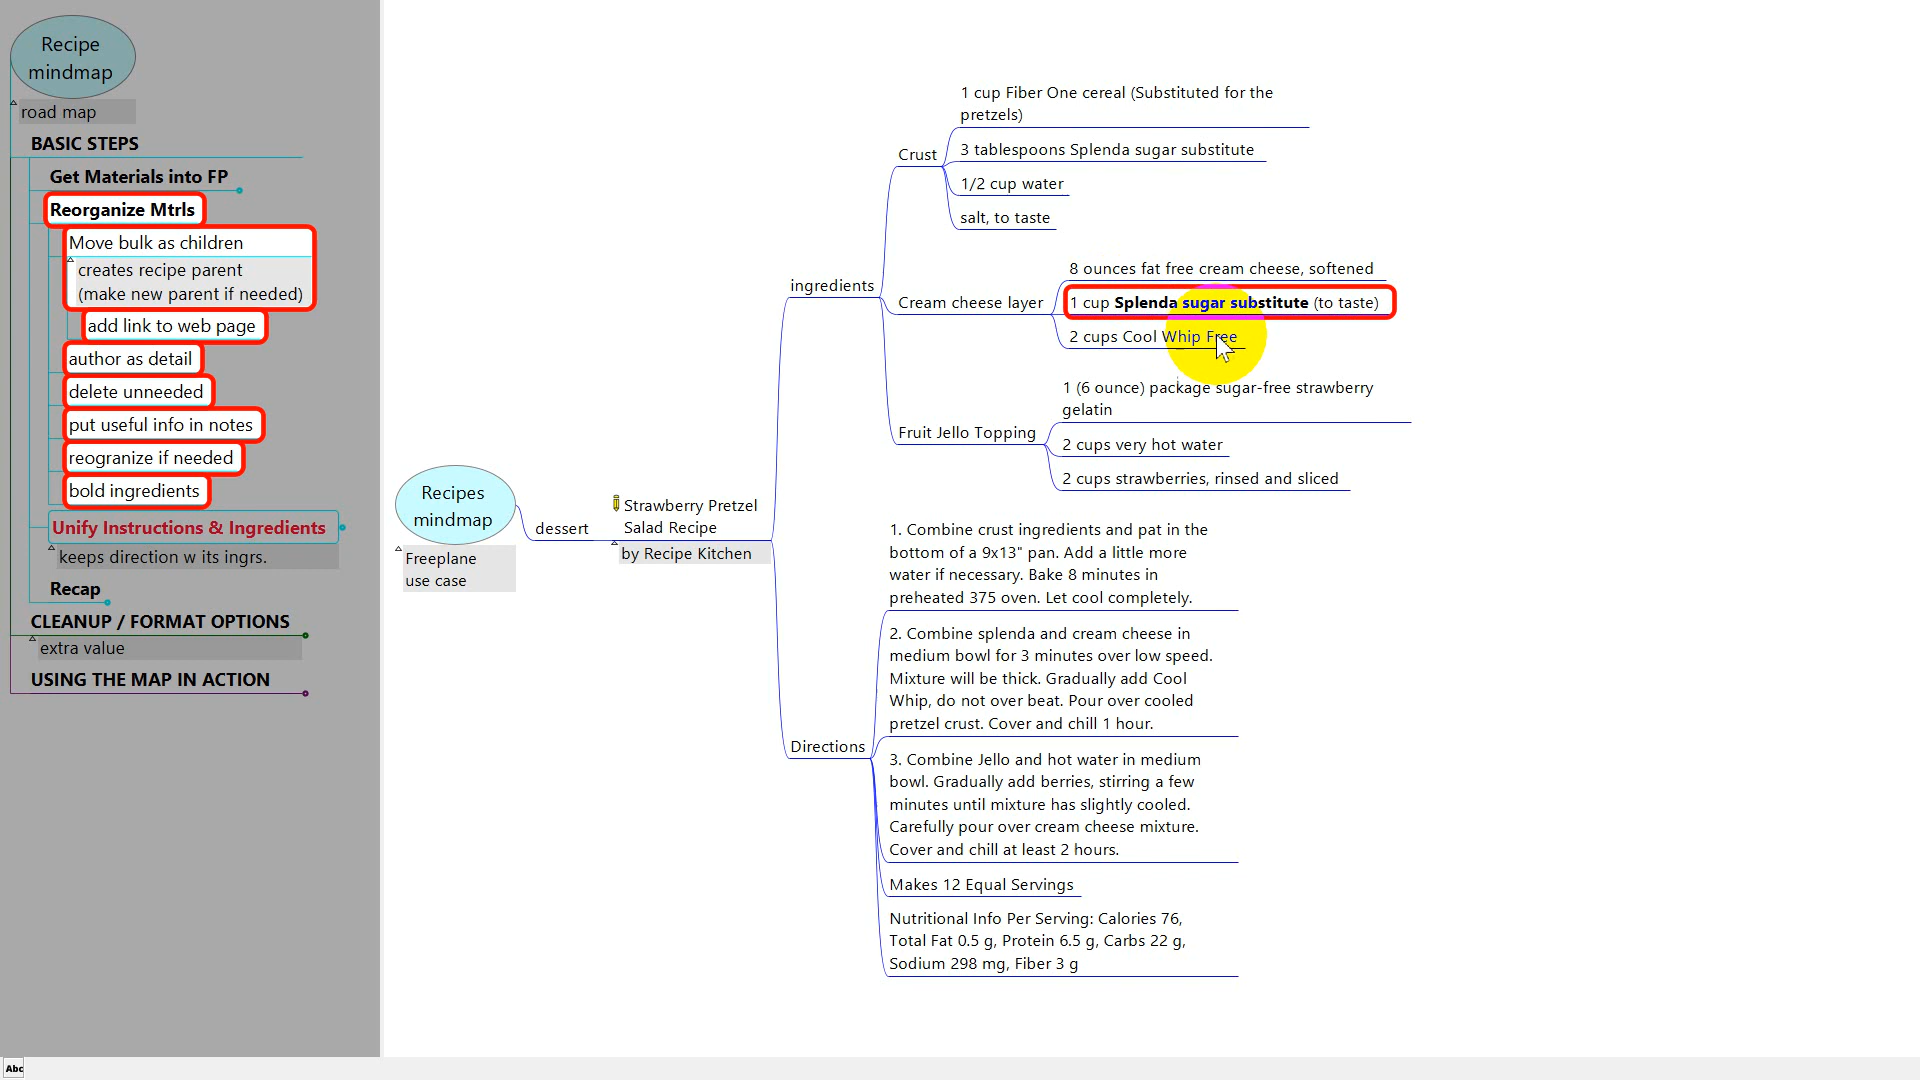 Recipe
mindmap
road map
BASIC STEPS
Get Materials into FP
Reorganize Mtrls
Move bulk as children
creates recipe parent
(make new parent if needed)
add link to web page
author as detail
delete unneeded
put useful info in notes
reogranize if needed
bold ingredients
Unify Instructions & Ingredients
keeps direction w its ingrs.
Recap
CLEANUP / FORMAT OPTIONS
extra value
USING THE MAP IN ACTION
Recipes
mindmap
Freeplane
use case
dessert
Strawberry Pretzel
Salad Recipe
by Recipe Kitchen
ingredients
Crust
1 cup Fiber One cereal (Substituted for the
pretzels)
3 tablespoons Splenda sugar substitute
1/2 cup water
salt, to taste
Cream cheese layer
8 ounces fat free cream cheese, softened
1 cup Splenda sugar substitute (to taste)
2 cups Cool Whip Free
Fruit Jello Topping
1 (6 ounce) package sugar-free strawberry
gelatin
2 cups very hot water
2 cups strawberries, rinsed and sliced
Directions
1. Combine crust ingredients and pat in the
bottom of a 9x13" pan. Add a little more
water if necessary. Bake 8 minutes in
preheated 375 oven. Let cool completely.
2. Combine splenda and cream cheese in
medium bowl for 3 minutes over low speed.
Mixture will be thick. Gradually add Cool
Whip, do not over beat. Pour over cooled
pretzel crust. Cover and chill 1 hour.
3. Combine Jello and hot water in medium
bowl. Gradually add berries, stirring a few
minutes until mixture has slightly cooled.
Carefully pour over cream cheese mixture.
Cover and chill at least 2 hours.
Makes 12 Equal Servings
Nutritional Info Per Serving: Calories 76,
Total Fat 0.5 g, Protein 6.5 g, Carbs 22 g,
Sodium 298 mg, Fiber 3 g
Abc